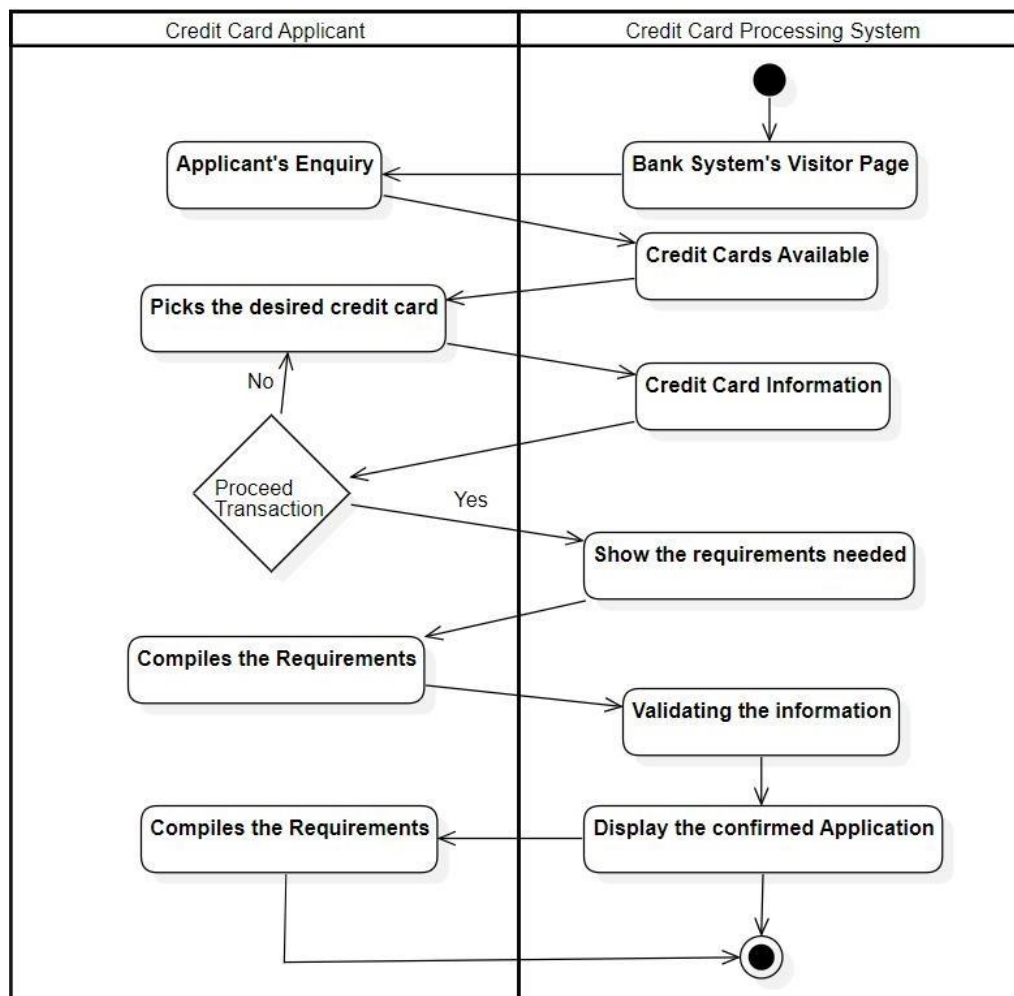 Credit Card Applicant
Credit Card Processing System
Applicant's Enquiry
Bank System's Visitor Page
Credit Cards Available
Picks the desired credit card
No
Credit Card Information
Proceed
Transaction
Yes
Show the requirements needed
Compiles the Requirements
Validating the information
Compiles the Requirements
Display the confirmed Application